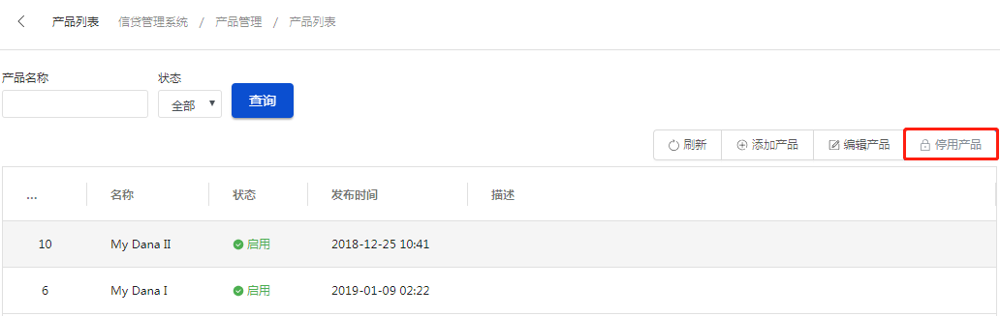 产品列表 信贷管理系统 / 产品管理 / 产品列表
产品名称 状态
全部 查询
刷新 添加产品 编辑产品 停用产品
... 名称 状态 发布时间 描述
10 My Dana II 启用 2018-12-25 10:41
6 My Dana I 启用 2019-01-09 02:22